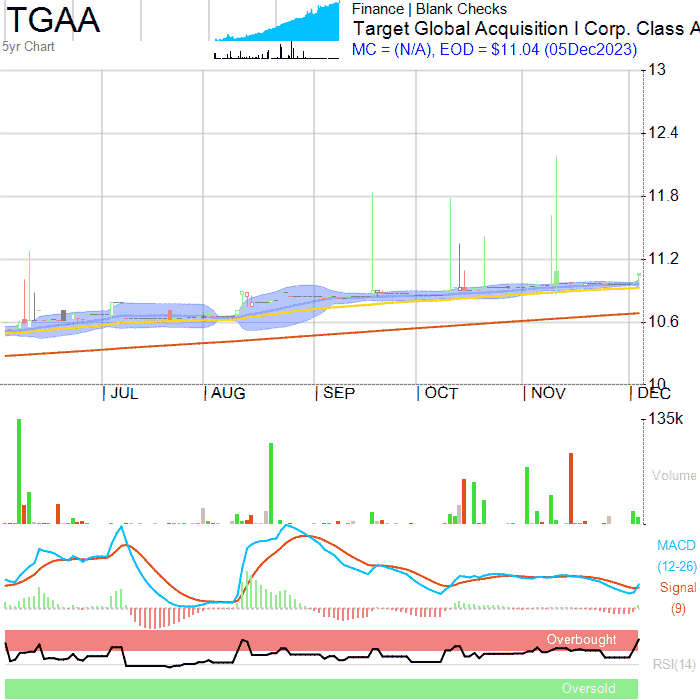 TGAA
5yr Chart
Finance | Blank Checks
Target Global Acquisition I Corp. Class A
MC = (N/A), EOD = $11.04 (05Dec2023)
13
12.4
11.8
11.2
10.6
10
JUL
AUG
SEP
OCT
NOV
DEC
135k
Volume
MACD
(12-26)
Signal
(9)
Overbought
RSI(14)
Oversold